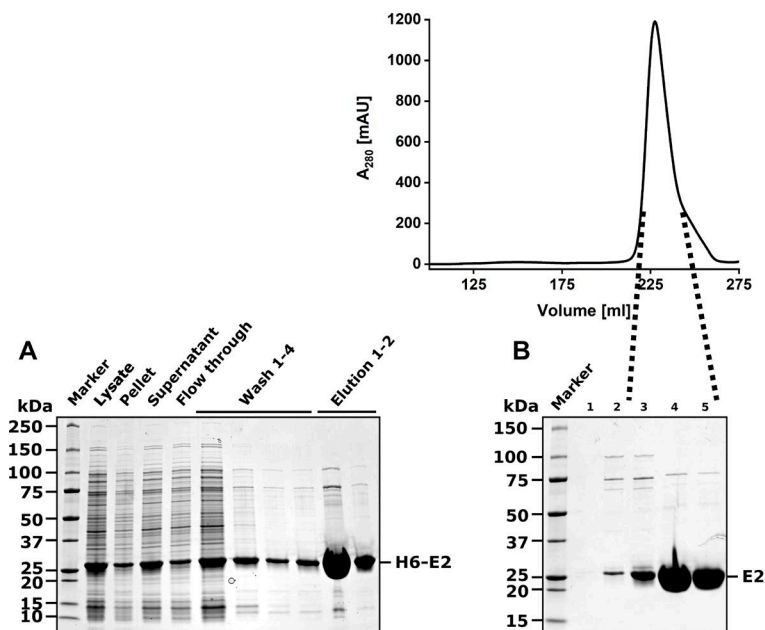 1200
1000
800
600
400
200
0
A280 [mAU]
125 175 225 275
Volume [ml]
A
Marker
Lysate
Pellet
Supernatant
Flow through
Wash 1-4
Elution 1-2
kDa
250
150
100
75
50
37
25
20
15
10
H6-E2
B
Marker
1 2 3 4 5
kDa
150
100
75
50
37
25
20
15
E2